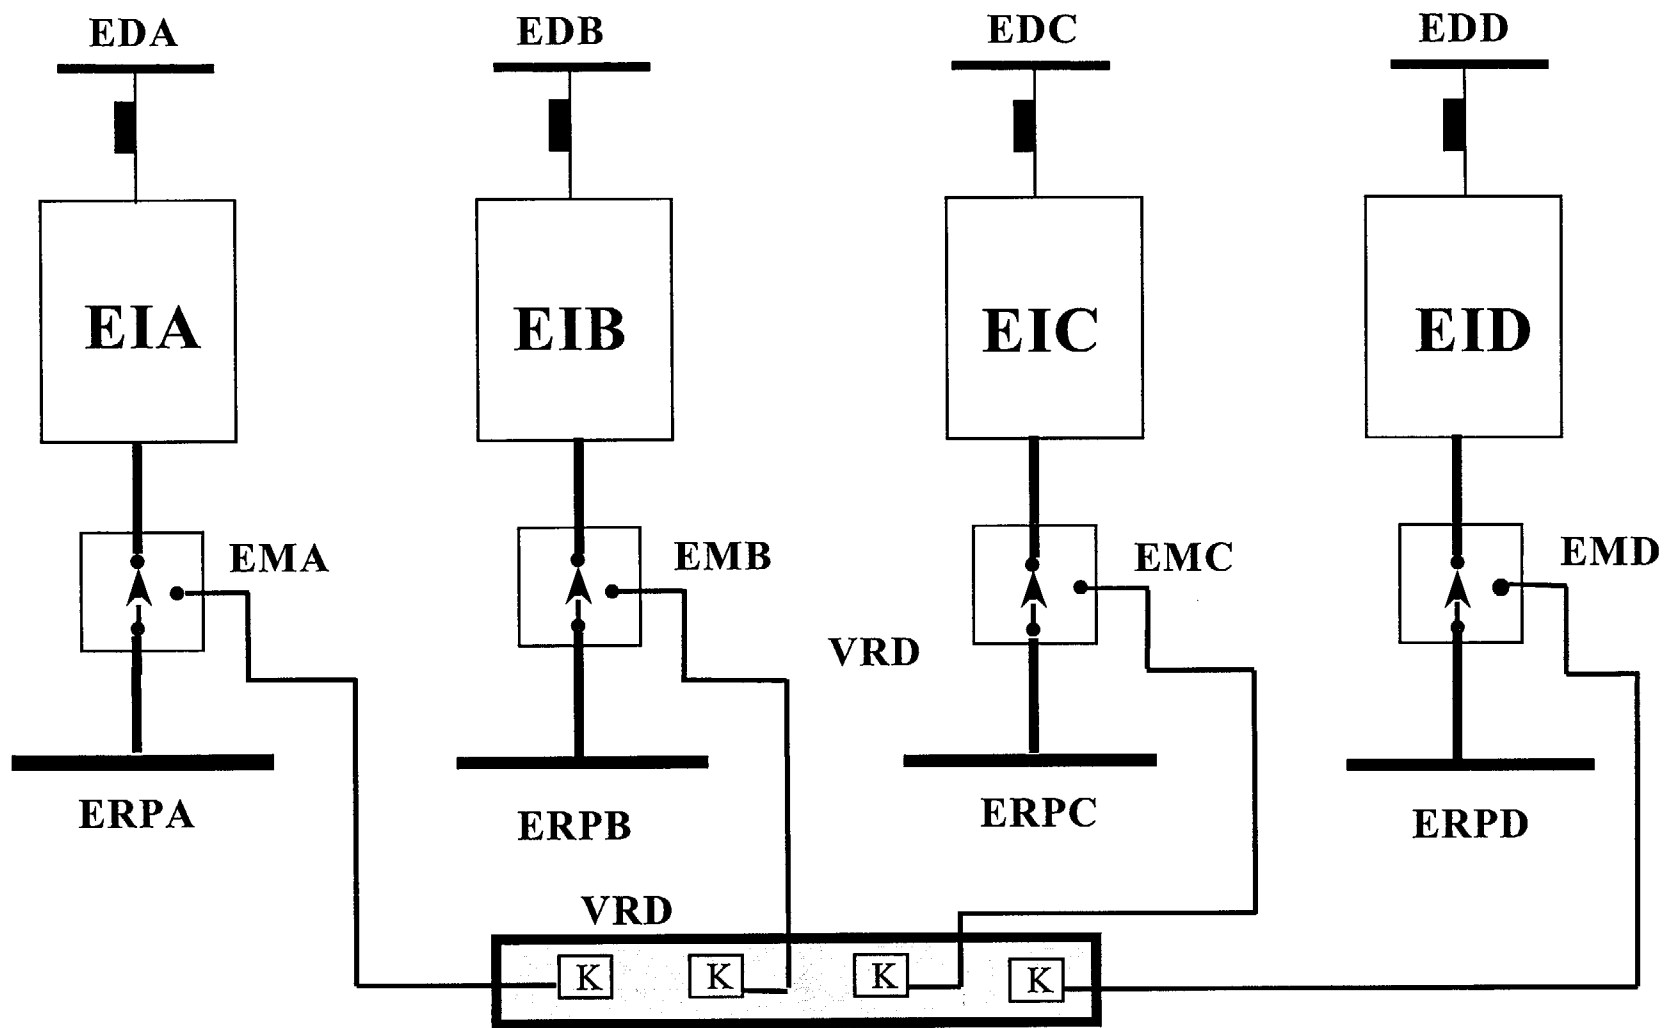 EDA EDB EDC EDD
EIA EIB EIC EID
EMA EMB EMC EMD
VRD
ERPA ERPB ERPC ERPD
VRD
K K K K